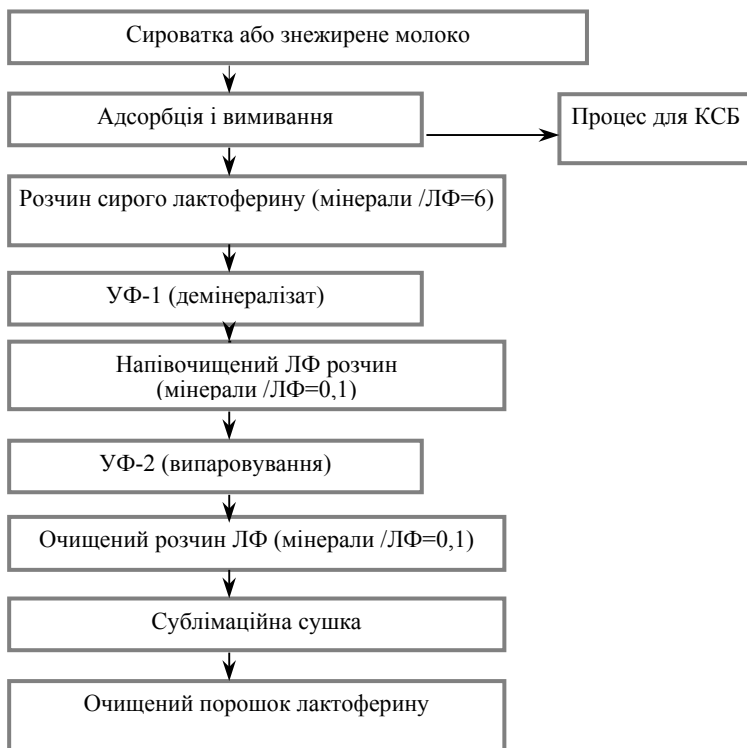 Сироватка або знежирене молоко
Адсорбція і вимивання
Процес для КСБ
Розчин сирого лактоферину (мінерали /ЛФ=6)
УФ-1 (демінералізат)
Напівочищений ЛФ розчин
(мінерали /ЛФ=0,1)
УФ-2 (випаровування)
Очищений розчин ЛФ (мінерали /ЛФ=0,1)
Сублімаційна сушка
Очищений порошок лактоферину